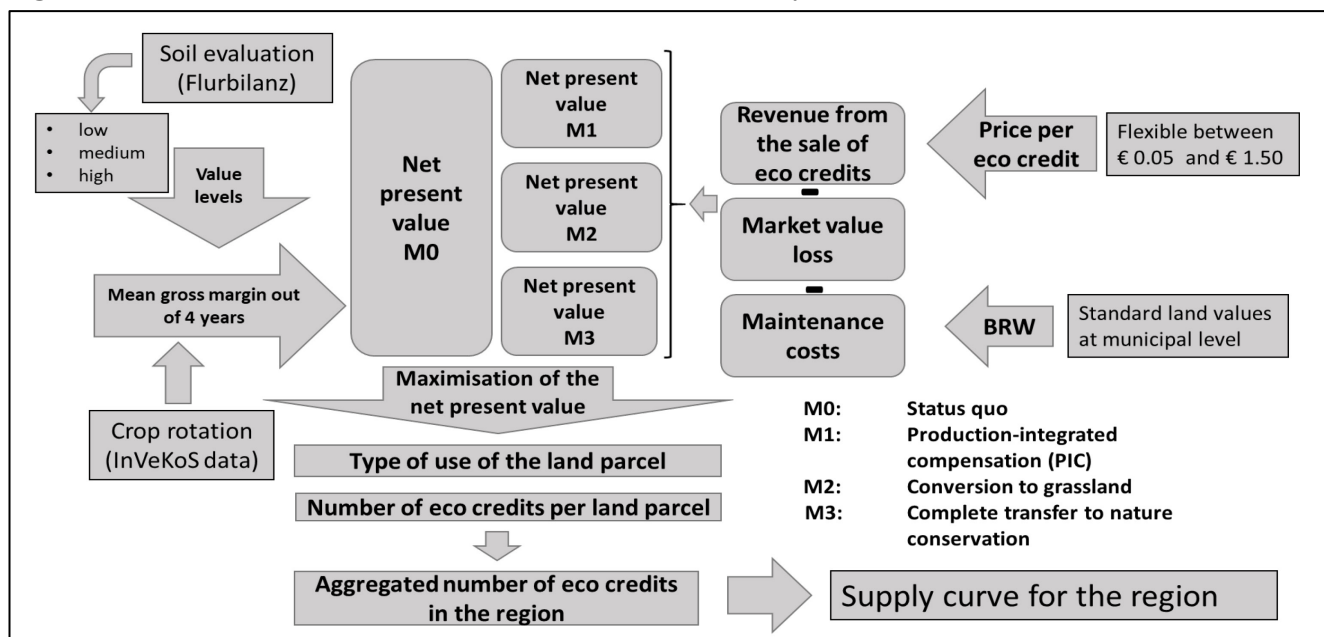 Soil evaluation
(Flurbilanz)
• low
• medium
• high
Value
levels
Mean gross margin out
of 4 years
Crop rotation
(InVeKoS data)
Net
present
value
M0
Net present
value
M1
Net present
value
M2
Net present
value
M3
Revenue from
the sale of
eco credits
-
Market value
loss
-
Maintenance
costs
Price per
eco credit
Flexible between
€ 0.05 and € 1.50
BRW
Standard land values
at municipal level
Maximisation of the
net present value
Type of use of the land parcel
Number of eco credits per land parcel
Aggregated number of eco credits
in the region
Supply curve for the region
M0: Status quo
M1: Production-integrated
compensation (PIC)
M2: Conversion to grassland
M3: Complete transfer to nature
conservation